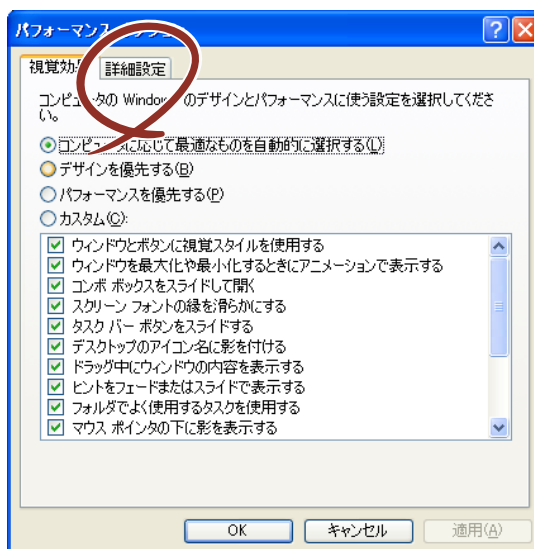 パフォーマンス
視覚効 詳細設定
コンピュータの Window のデザインとパフォーマンスに使う設定を選択してくださ
い。
コンピュータに応じて最適なものを自動的に選択する(L)
デザインを優先する(B)
パフォーマンスを優先する(P)
カスタム(C):
ウィンドウとボタンに視覚スタイルを使用する
ウィンドウを最大化や最小化するときにアニメーションで表示する
コンボ ボックスをスライドして開く
スクリーン フォントの縁を滑らかにする
タスク バー ボタンをスライドする
デスクトップのアイコン名に影を付ける
ドラッグ中にウィンドウの内容を表示する
ヒントをフェードまたはスライドで表示する
フォルダでよく使用するタスクを使用する
マウス ポインタの下に影を表示する
OK キャンセル 適用(A)